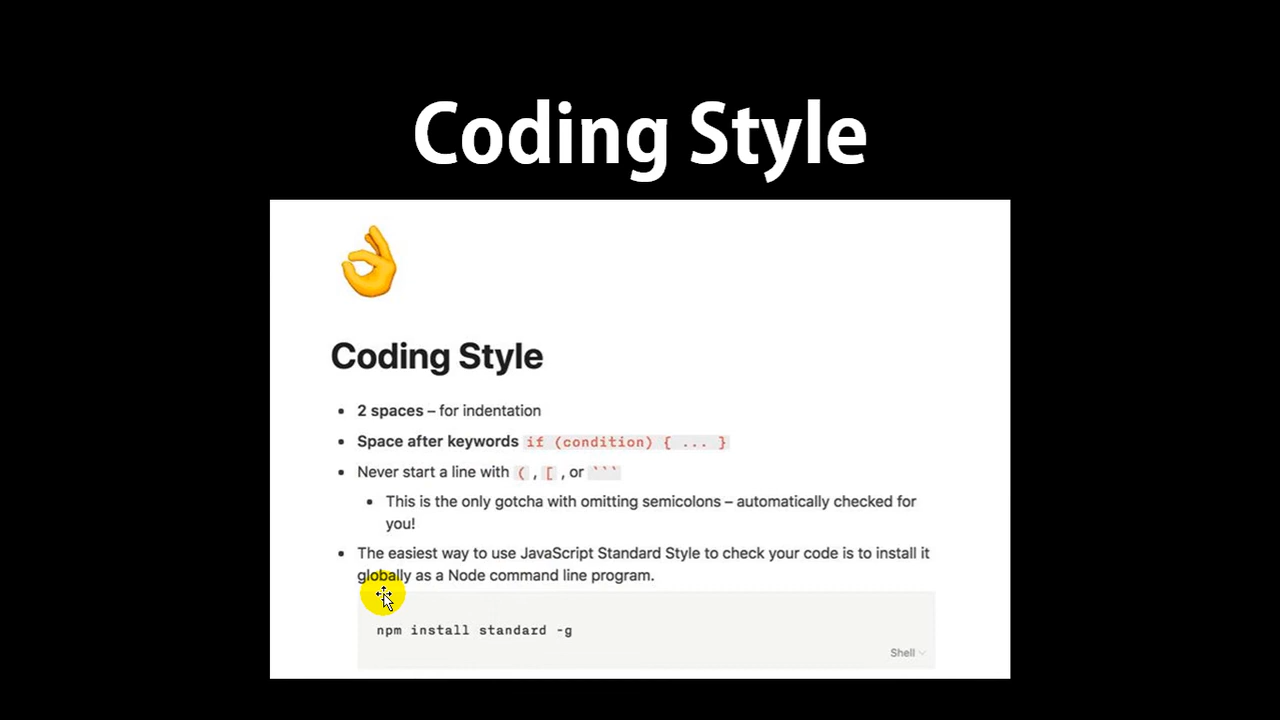 Coding Style
Coding Style
• 2 spaces – for indentation
• Space after keywords if (condition) { ... }
• Never start a line with ( , [ , or ```
• This is the only gotcha with omitting semicolons – automatically checked for
you!
• The easiest way to use JavaScript Standard Style to check your code is to install it
globally as a Node command line program.
npm install standard -g
Shell